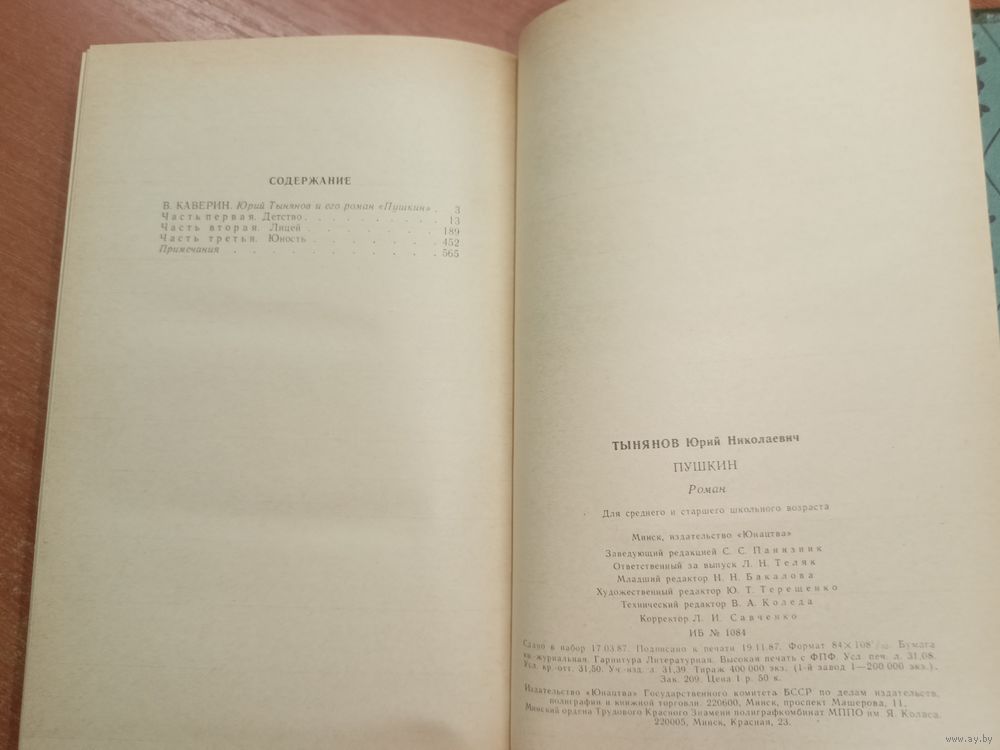 СОДЕРЖАНИЕ
В. КАВЕРИН. Юрий Тынянов и его роман «Пушкин» . 3
Часть первая. Детство . . . . . . . . . 13
Часть вторая. Лицей . . . . . . . . . 189
Часть третья. Юность . . . . . . . . . 452
Примечания . . . . . . . . . . . 565
ТЫНЯНОВ Юрий Николаевич
ПУШКИН
Роман
Для среднего и старшего школьного возраста
Минск, издательство «Юнацтва»
Заведующий редакцией С. С. Панизник
Ответственный за выпуск Л. Н. Теляк
Младший редактор Н. Н. Бакалова
Художественный редактор Ю. Т. Терещенко
Технический редактор В. А. Коледа
Корректор Л. И. Савченко
ИБ № 1084
Сдано в набор 17.03.87. Подписано к печати 19.11.87. Формат 84×108¹/₃₂. Бумага
кн.-журнальная. Гарнитура Литературная. Высокая печать с ФПФ. Усл. печ. л. 31,08.
Усл. кр.-отт. 31,50. Уч.-изд. л. 31,39. Тираж 400 000 экз. (1-й завод 1—200 000 экз.).
Зак. 209. Цена 1 р. 50 к.
Издательство «Юнацтва» Государственного комитета БССР по делам издательств,
полиграфии и книжной торговли. 220600, Минск, проспект Машерова, 11.
Минский ордена Трудового Красного Знамени полиграфкомбинат МППО им. Я. Коласа.
220005, Минск, Красная, 23.
www.ay.by